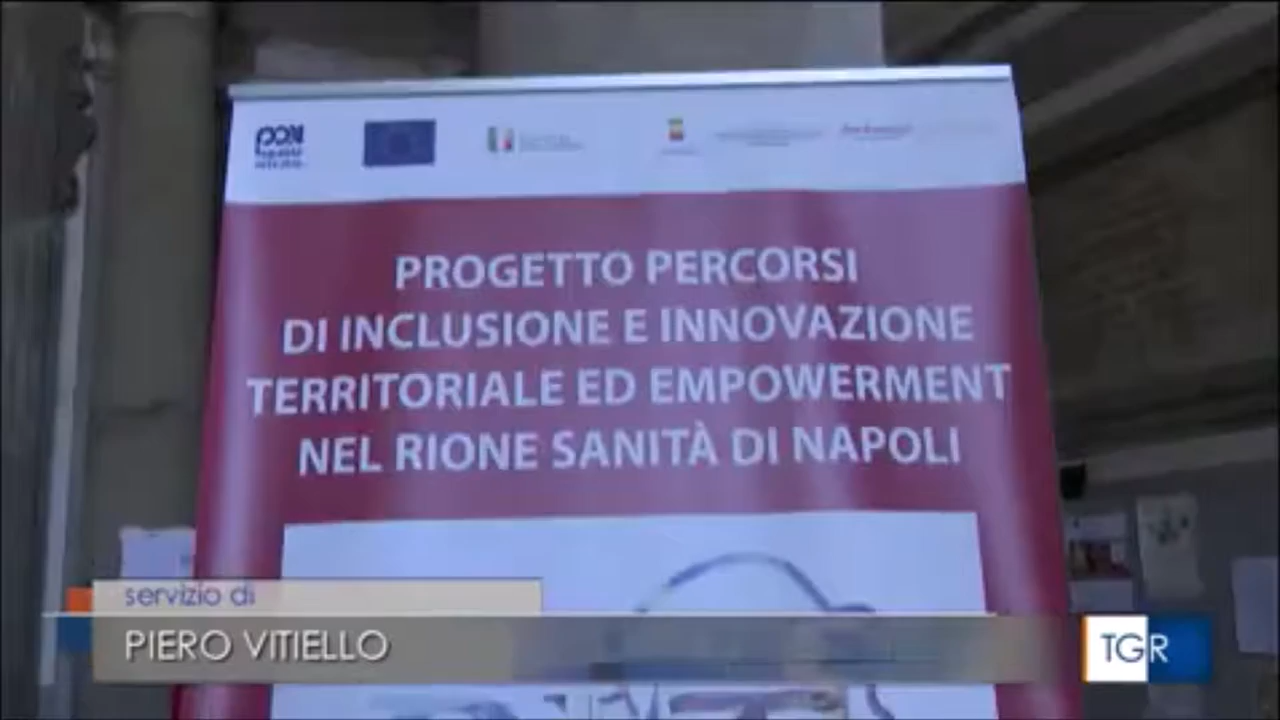 PON
PROGETTO PERCORSI
DI INCLUSIONE E INNOVAZIONE
TERRITORIALE ED EMPOWERMENT
NEL RIONE SANITÀ DI NAPOLI
servizio di
PIERO VITIELLO
TGR